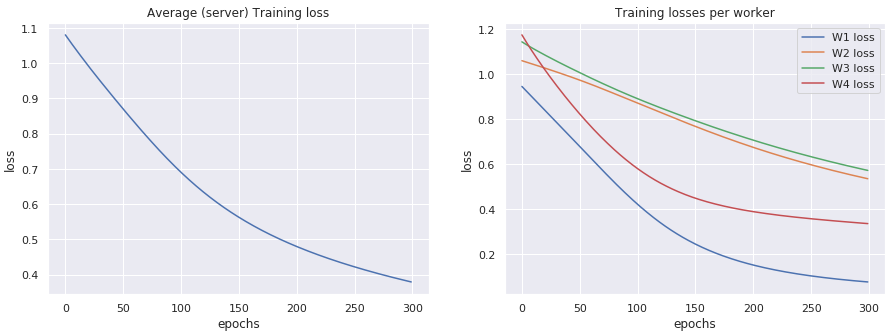 Average (server) Training loss
1.1
1.0
0.9
0.8
0.7
0.6
0.5
0.4
loss
0
50
100
150
200
250
300
epochs
Training losses per worker
1.2
1.0
0.8
0.6
0.4
0.2
loss
0
50
100
150
200
250
300
epochs
W1 loss
W2 loss
W3 loss
W4 loss